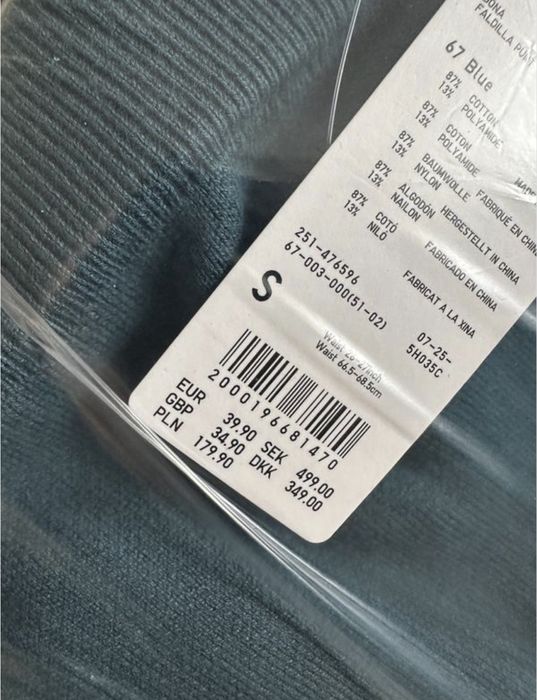 FALDILLA
67 Blue
87% COTTON
13% POLYAMIDE
87% COTON
13% POLYAMIDE FABRIQUÉ EN CHINA
87% BAUMWOLLE
13% NYLON HERGESTELLT IN CHINA
87% ALGODÓN
13% NAILON FABRICADO EN CHINA
87% COTÓ
13% NILÓ FABRICAT A LA XINA
251-476596
67-003-000(51-02)
07-25-
5H035C
S
Waist 66.5-68.5cm
2000196681470
EUR 39.90 SEK 499.00
GBP 34.90 DKK 349.00
PLN 179.90